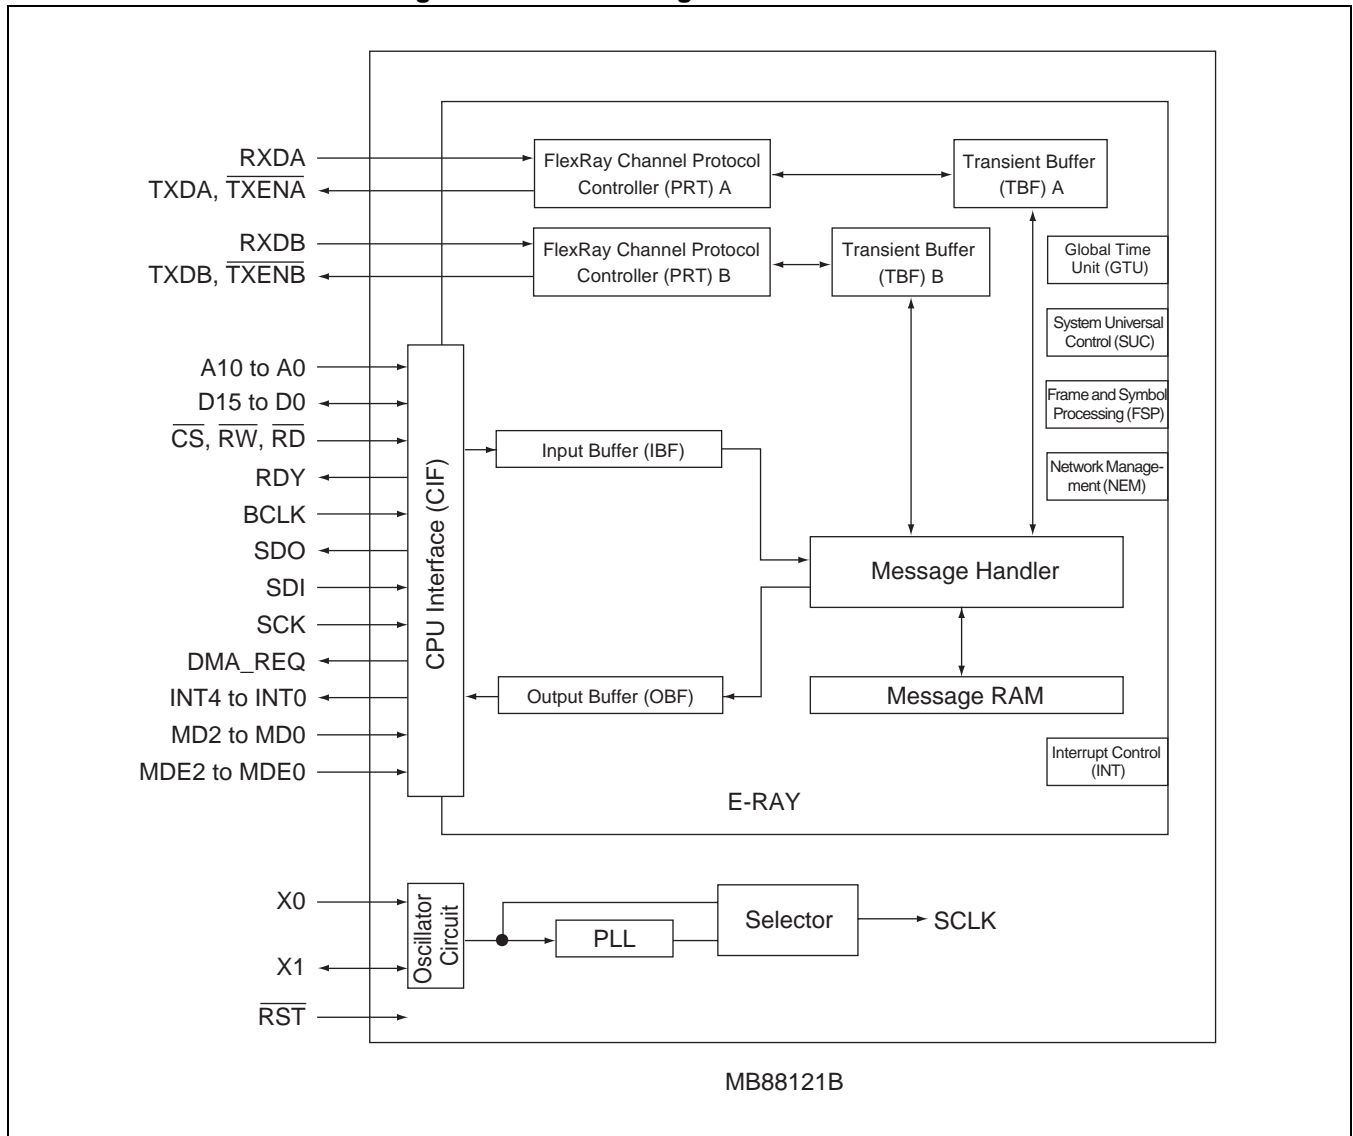 RXDA
TXDA, TXENA
RXDB
TXDB, TXENB
FlexRay Channel Protocol
Controller (PRT) A
Transient Buffer
(TBF) A
FlexRay Channel Protocol
Controller (PRT) B
Transient Buffer
(TBF) B
Global Time
Unit (GTU)
System Universal
Control (SUC)
Frame and Symbol
Processing (FSP)
Network Manage-
ment (NEM)
A10 to A0
D15 to D0
CS, RW, RD
RDY
BCLK
SDO
SDI
SCK
DMA_REQ
INT4 to INT0
MD2 to MD0
MDE2 to MDE0
CPU Interface (CIF)
Input Buffer (IBF)
Message Handler
Output Buffer (OBF)
Message RAM
Interrupt Control
(INT)
E-RAY
X0
X1
RST
Oscillator
Circuit
PLL
Selector
SCLK
MB88121B